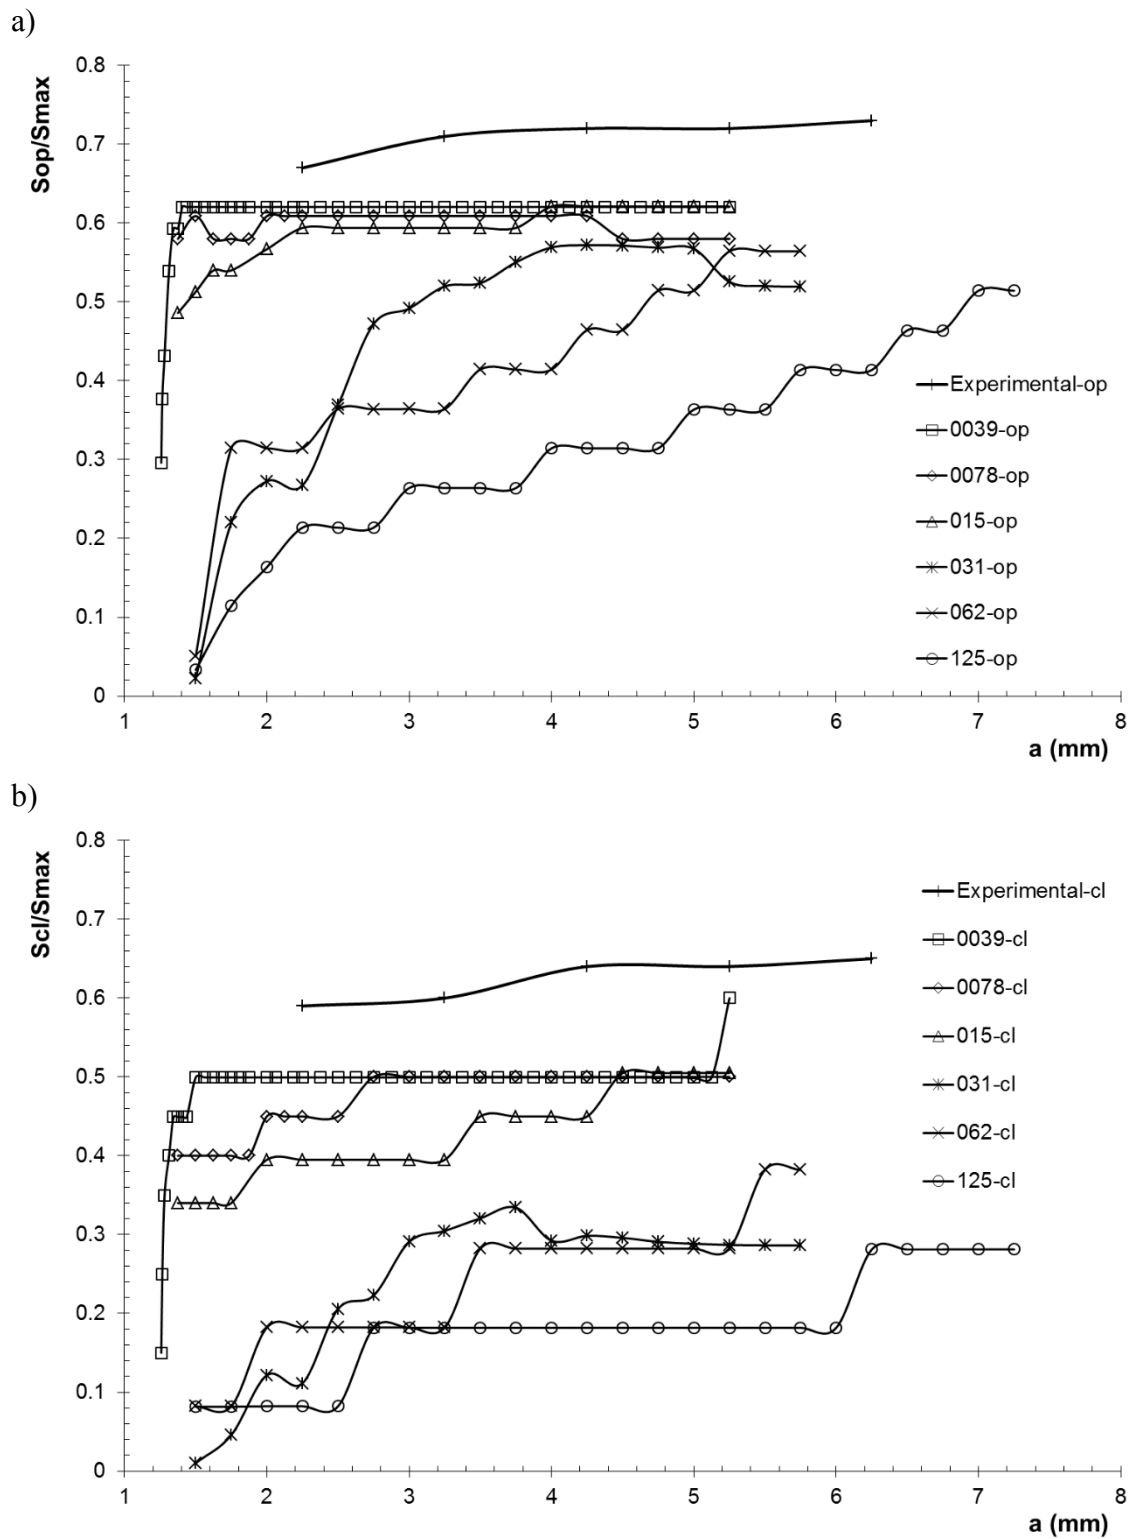 a)
Sop/Smax
0.8
0.7
0.6
0.5
0.4
0.3
0.2
0.1
0
Experimental-op
0039-op
0078-op
015-op
031-op
062-op
125-op
1 2 3 4 5 6 7 8
a (mm)
b)
Scl/Smax
0.8
0.7
0.6
0.5
0.4
0.3
0.2
0.1
0
Experimental-cl
0039-cl
0078-cl
015-cl
031-cl
062-cl
125-cl
1 2 3 4 5 6 7 8
a (mm)